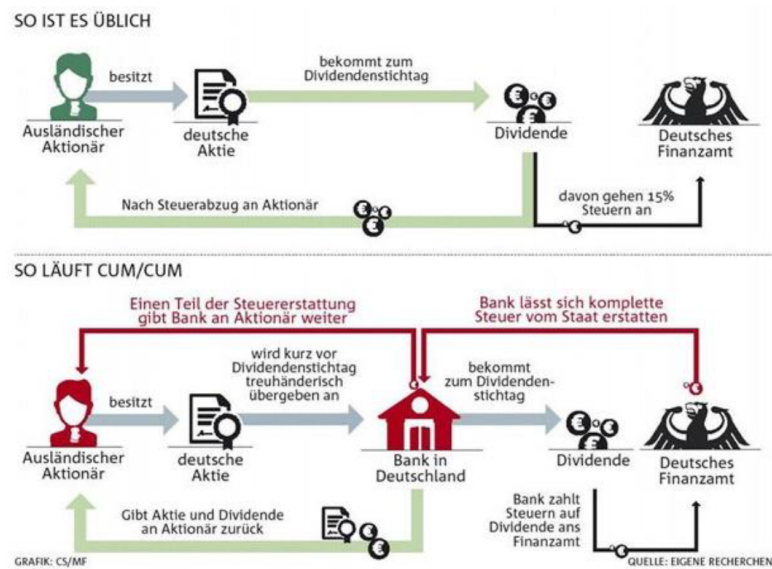 SO IST ES ÜBLICH
besitzt
bekommt zum
Dividendenstichtag
Ausländischer
Aktionär
deutsche
Aktie
Dividende
Deutsches
Finanzamt
Nach Steuerabzug an Aktionär
davon gehen 15%
Steuern an
SO LÄUFT CUM/CUM
Einen Teil der Steuererstattung
gibt Bank an Aktionär weiter
Bank lässt sich komplette
Steuer vom Staat erstatten
besitzt
wird kurz vor
Dividendenstichtag
treuhänderisch
übergeben an
bekommt
zum Dividenden-
stichtag
Ausländischer
Aktionär
deutsche
Aktie
Bank in
Deutschland
Dividende
Deutsches
Finanzamt
Gibt Aktie und Dividende
an Aktionär zurück
Bank zahlt
Steuern auf
Dividende ans
Finanzamt
GRAFIK: CS/MF
QUELLE: EIGENE RECHERCHEN